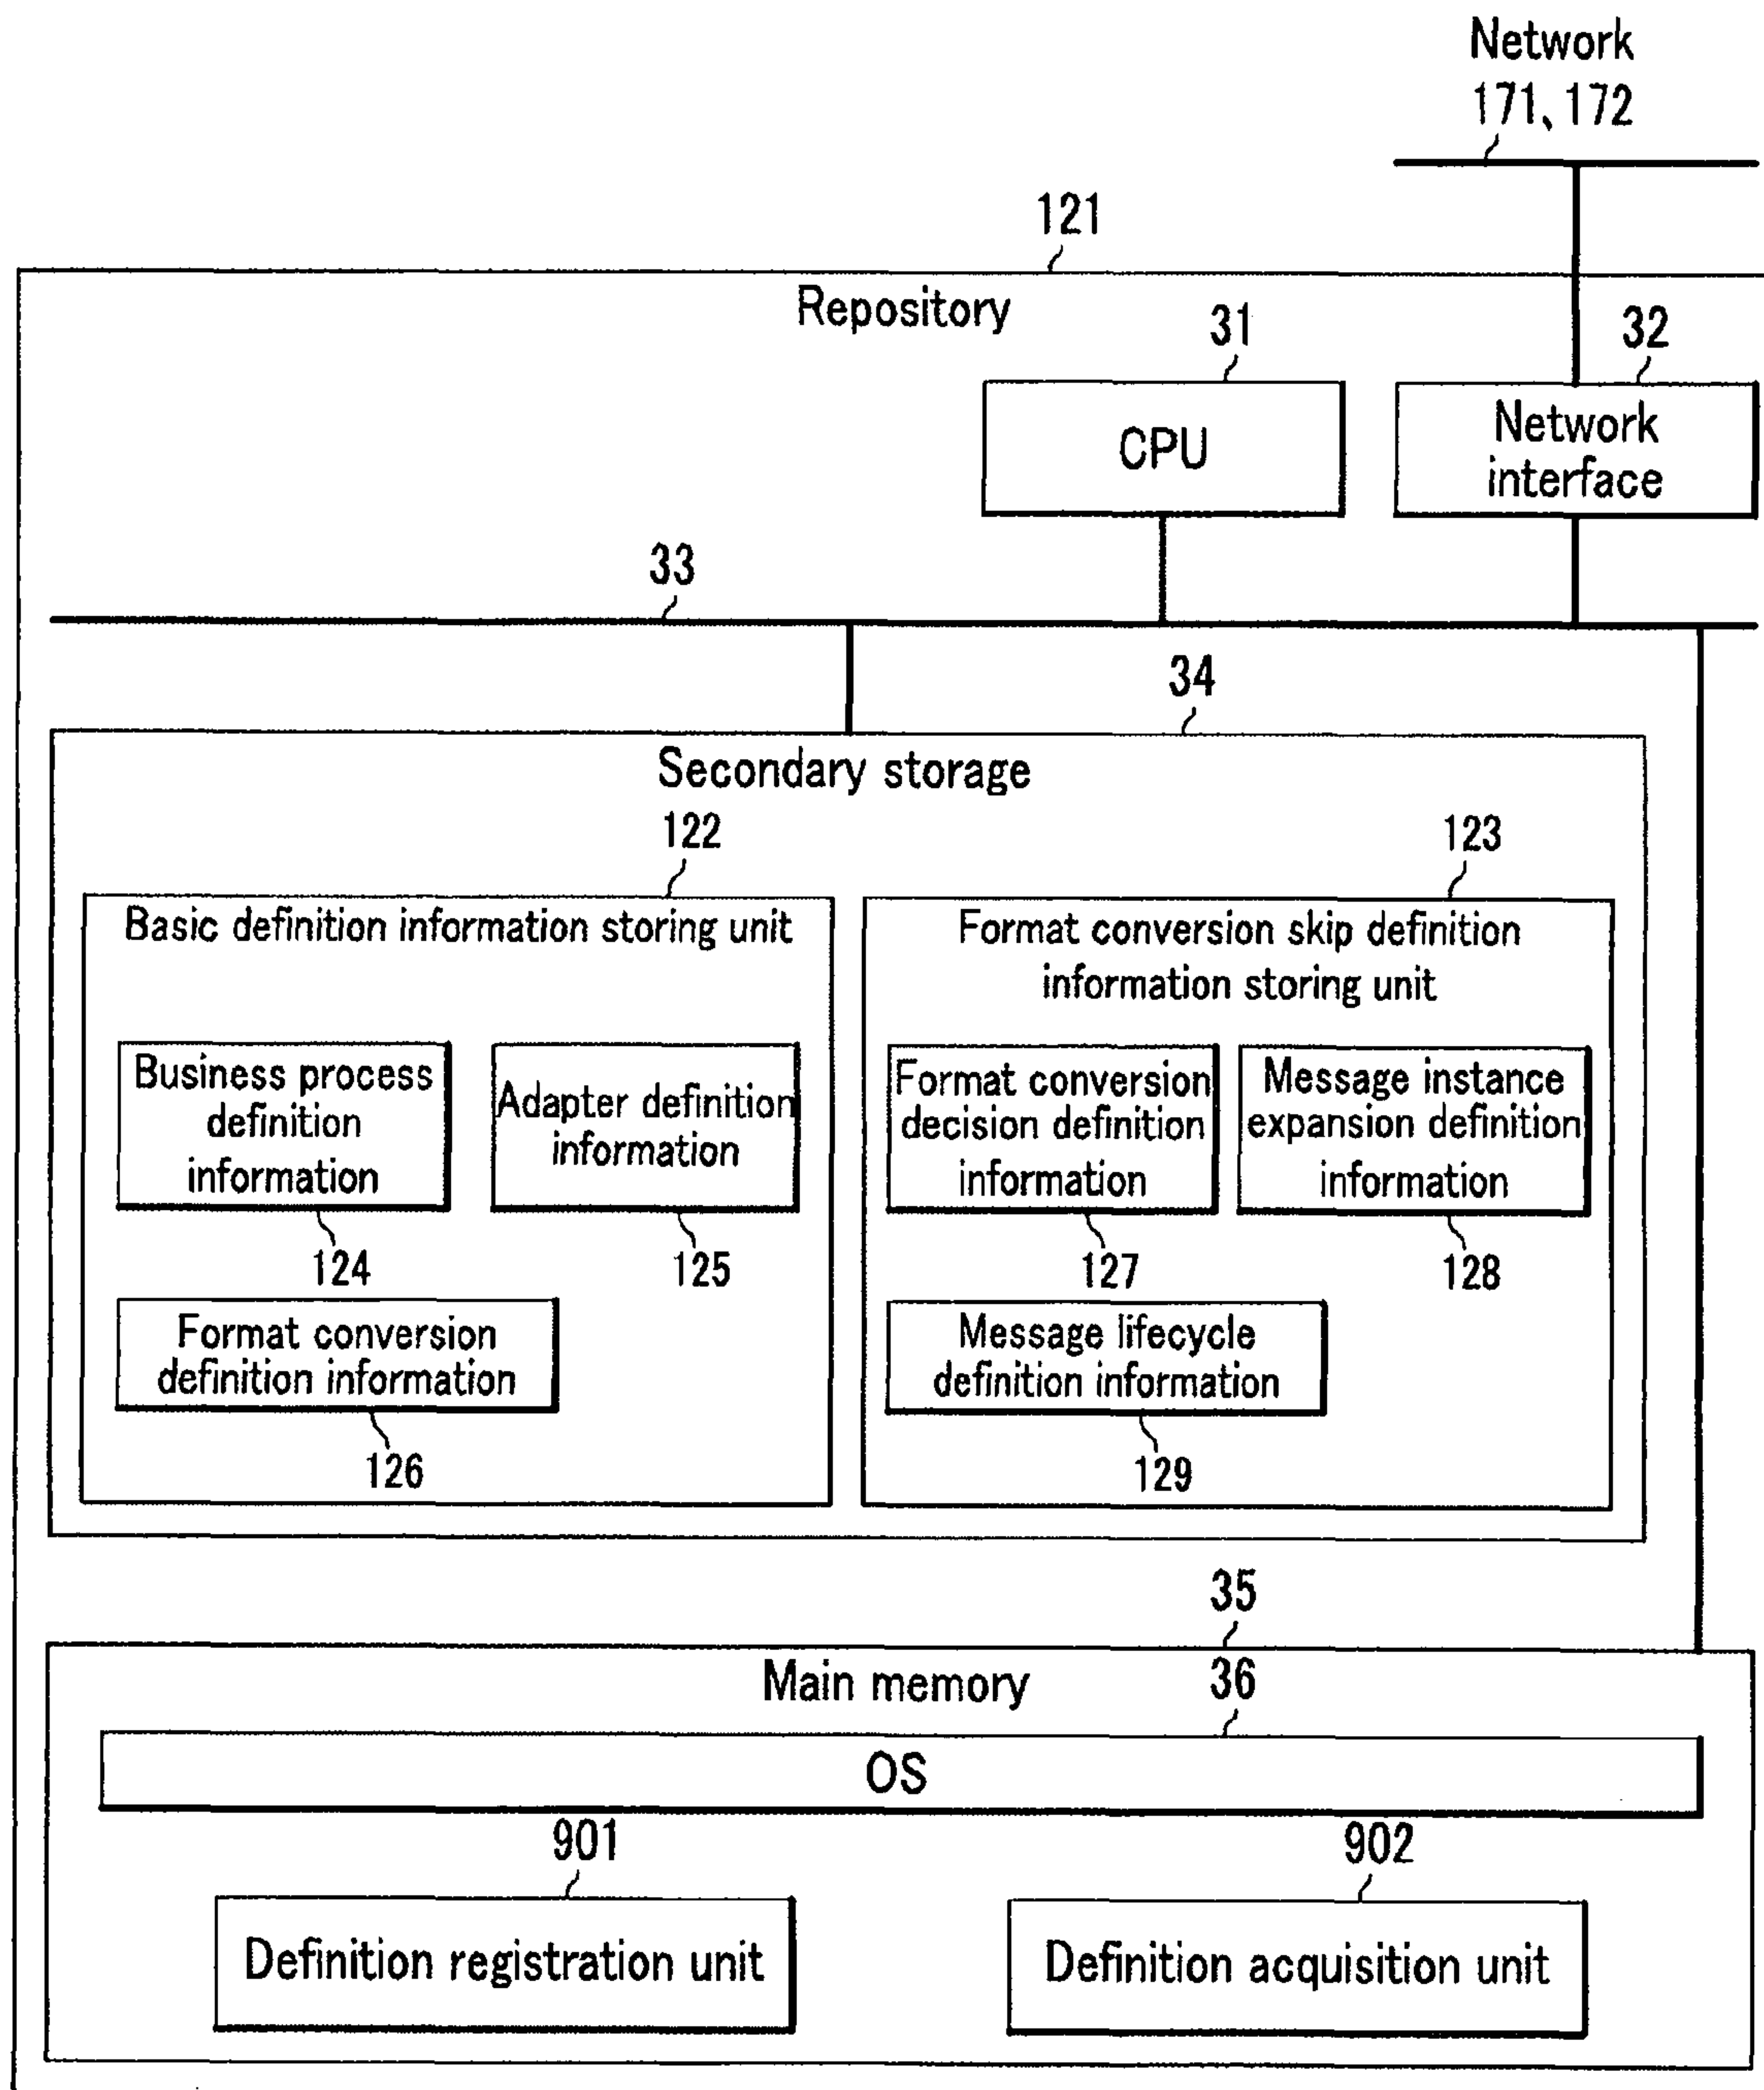 Network
171、172
121
Repository
31
32
CPU
Network
interface
33
34
Secondary storage
122
123
Basic definition information storing unit
Format conversion skip definition
information storing unit
Business process
definition
information
Adapter definition
information
Format conversion
decision definition
information
Message instance
expansion definition
information
124
125
127
128
Format conversion
definition information
Message lifecycle
definition information
126
129
35
Main memory
36
OS
901
902
Definition registration unit
Definition acquisition unit